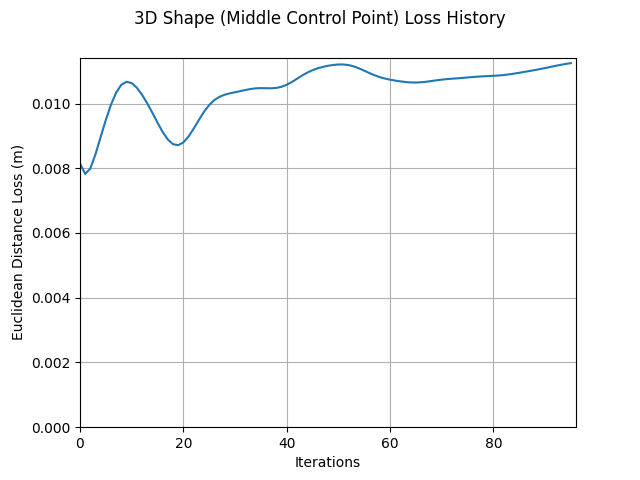 3D Shape (Middle Control Point) Loss History
Euclidean Distance Loss (m)
0.010
0.008
0.006
0.004
0.002
0.000
0 20 40 60 80
Iterations